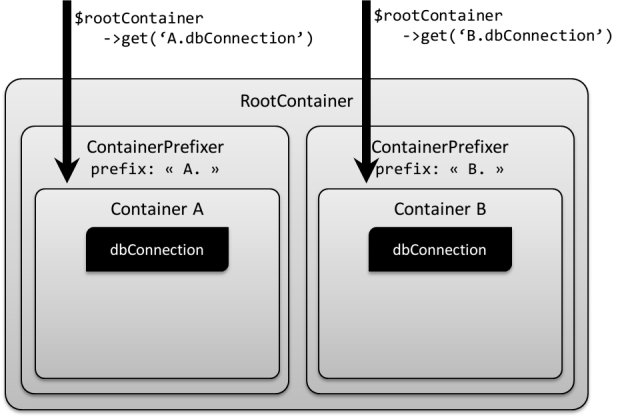 $rootContainer
->get(‘A.dbConnection’)
$rootContainer
->get(‘B.dbConnection’)
RootContainer
ContainerPrefixer
prefix: « A. »
Container A
dbConnection
ContainerPrefixer
prefix: « B. »
Container B
dbConnection